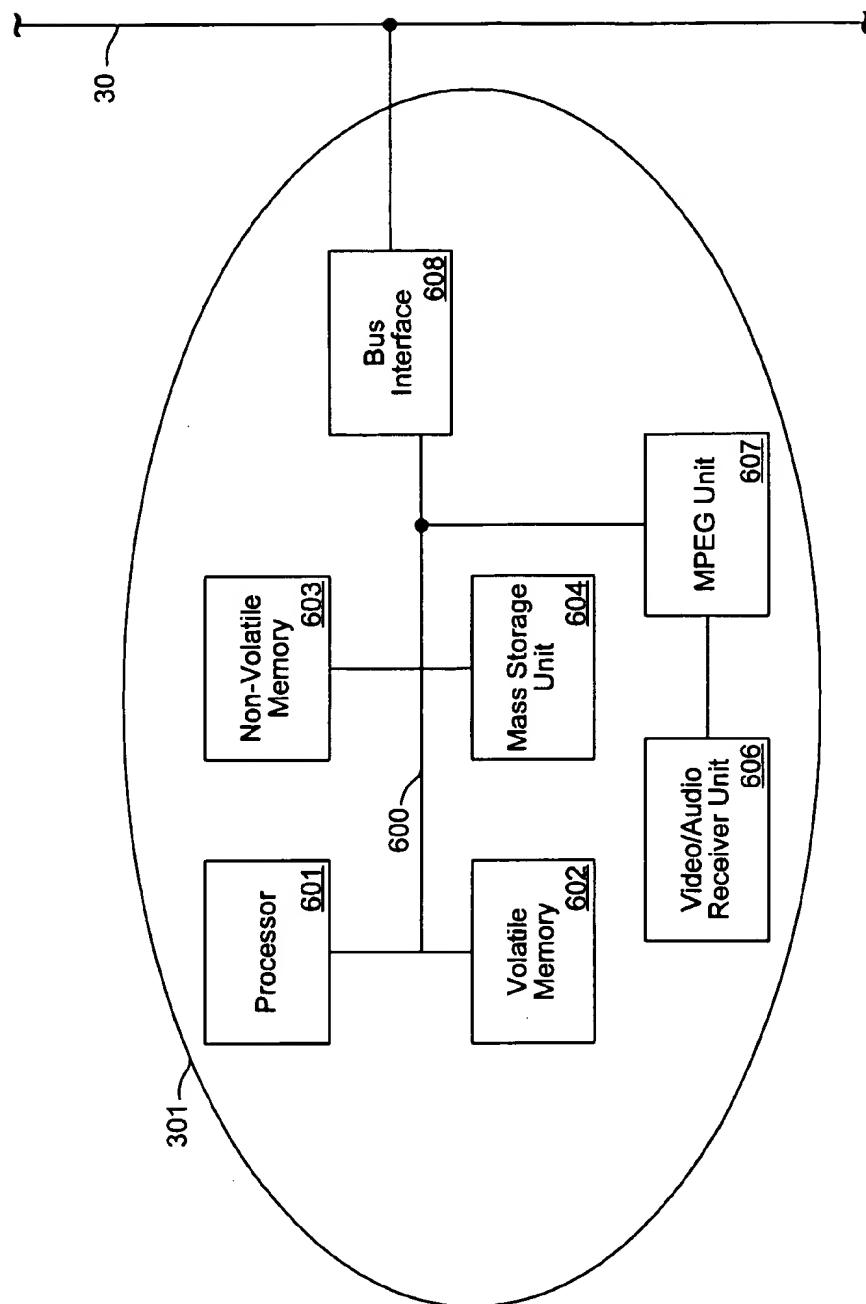 30
301
Processor
601
Non-Volatile
Memory
603
Bus
Interface
608
600
Volatile
Memory
602
Mass Storage
Unit
604
Video/Audio
Receiver Unit
606
MPEG Unit
607